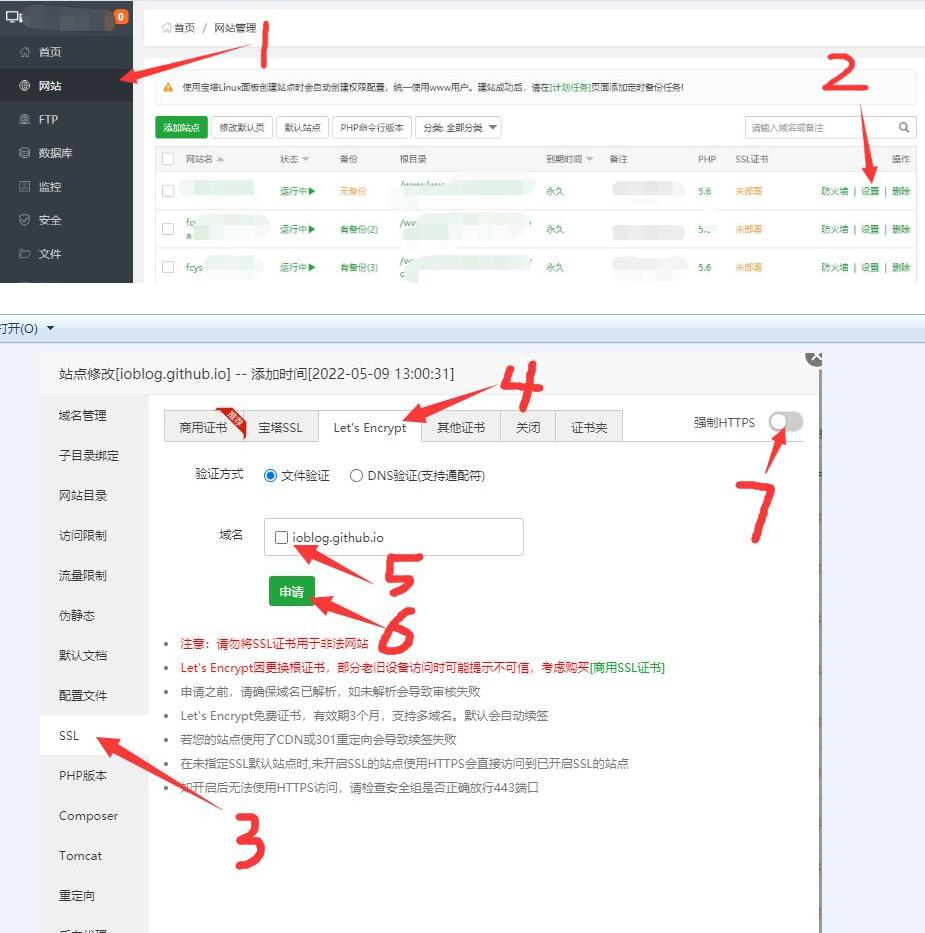 0
首页
网站
FTP
数据库
监控
安全
文件
首页 / 网站管理
1
使用宝塔Linux面板创建站点时会自动创建权限配置，统一使用www用户。建站成功后，请在[计划任务]页面添加定时备份任务!
2
添加站点 修改默认页 默认站点 PHP命令行版本 分类: 全部分类 请输入域名或备注
网站名 状态 备份 根目录 到期时间 备注 PHP SSL证书 操作
运行中 无备份 永久 5.6 未部署 防火墙 | 设置 | 删除
运行中 有备份(2) 永久 未部署 防火墙 | 设置 | 删除
fcys 运行中 有备份(3) 永久 5.6 未部署 防火墙 | 设置 | 删除
打开(O)
站点修改[ioblog.github.io] -- 添加时间[2022-05-09 13:00:31]
域名管理
子目录绑定
网站目录
访问限制
流量限制
伪静态
默认文档
配置文件
SSL
PHP版本
Composer
Tomcat
重定向
3
4
商用证书 推荐 宝塔SSL Let's Encrypt 其他证书 关闭 证书夹 强制HTTPS
7
验证方式 文件验证 DNS验证(支持通配符)
域名 ioblog.github.io
5
申请
6
注意：请勿将SSL证书用于非法网站
Let's Encrypt因更换根证书，部分老旧设备访问时可能提示不可信，考虑购买[商用SSL证书]
申请之前，请确保域名已解析，如未解析会导致审核失败
Let's Encrypt免费证书，有效期3个月，支持多域名。默认会自动续签
若您的站点使用了CDN或301重定向会导致续签失败
在未指定SSL默认站点时,未开启SSL的站点使用HTTPS会直接访问到已开启SSL的站点
如开启后无法使用HTTPS访问，请检查安全组是否正确放行443端口